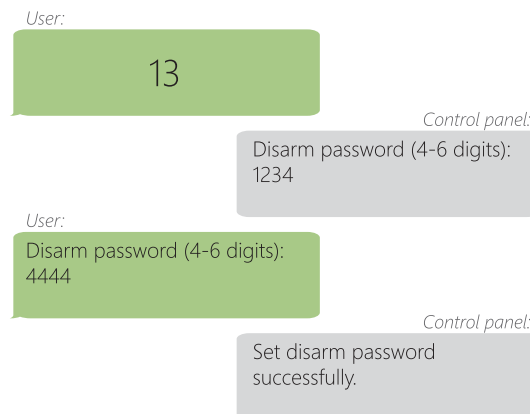 User:
13
Control panel:
Disarm password (4-6 digits):
1234
User:
Disarm password (4-6 digits):
4444
Control panel:
Set disarm password
successfully.